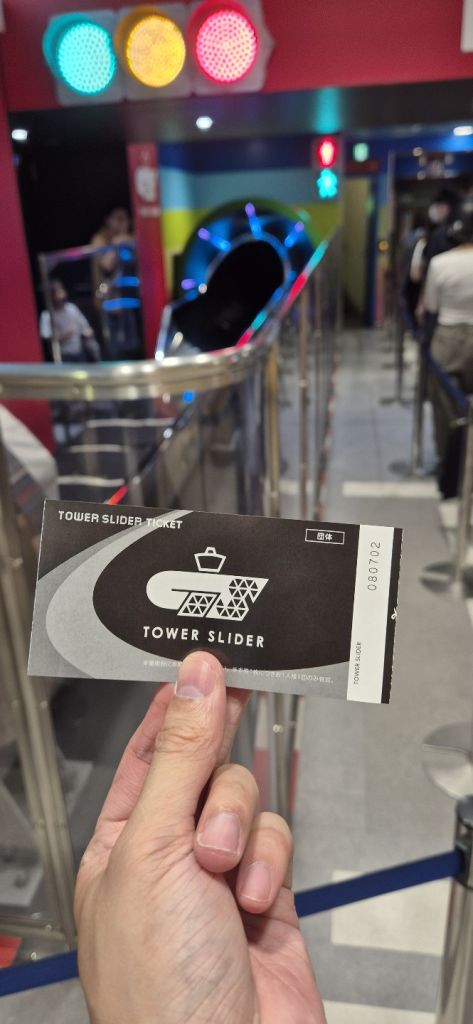 TOWER SLIDER TICKET
団体
TOWER SLIDER
080702
TOWER SLIDER